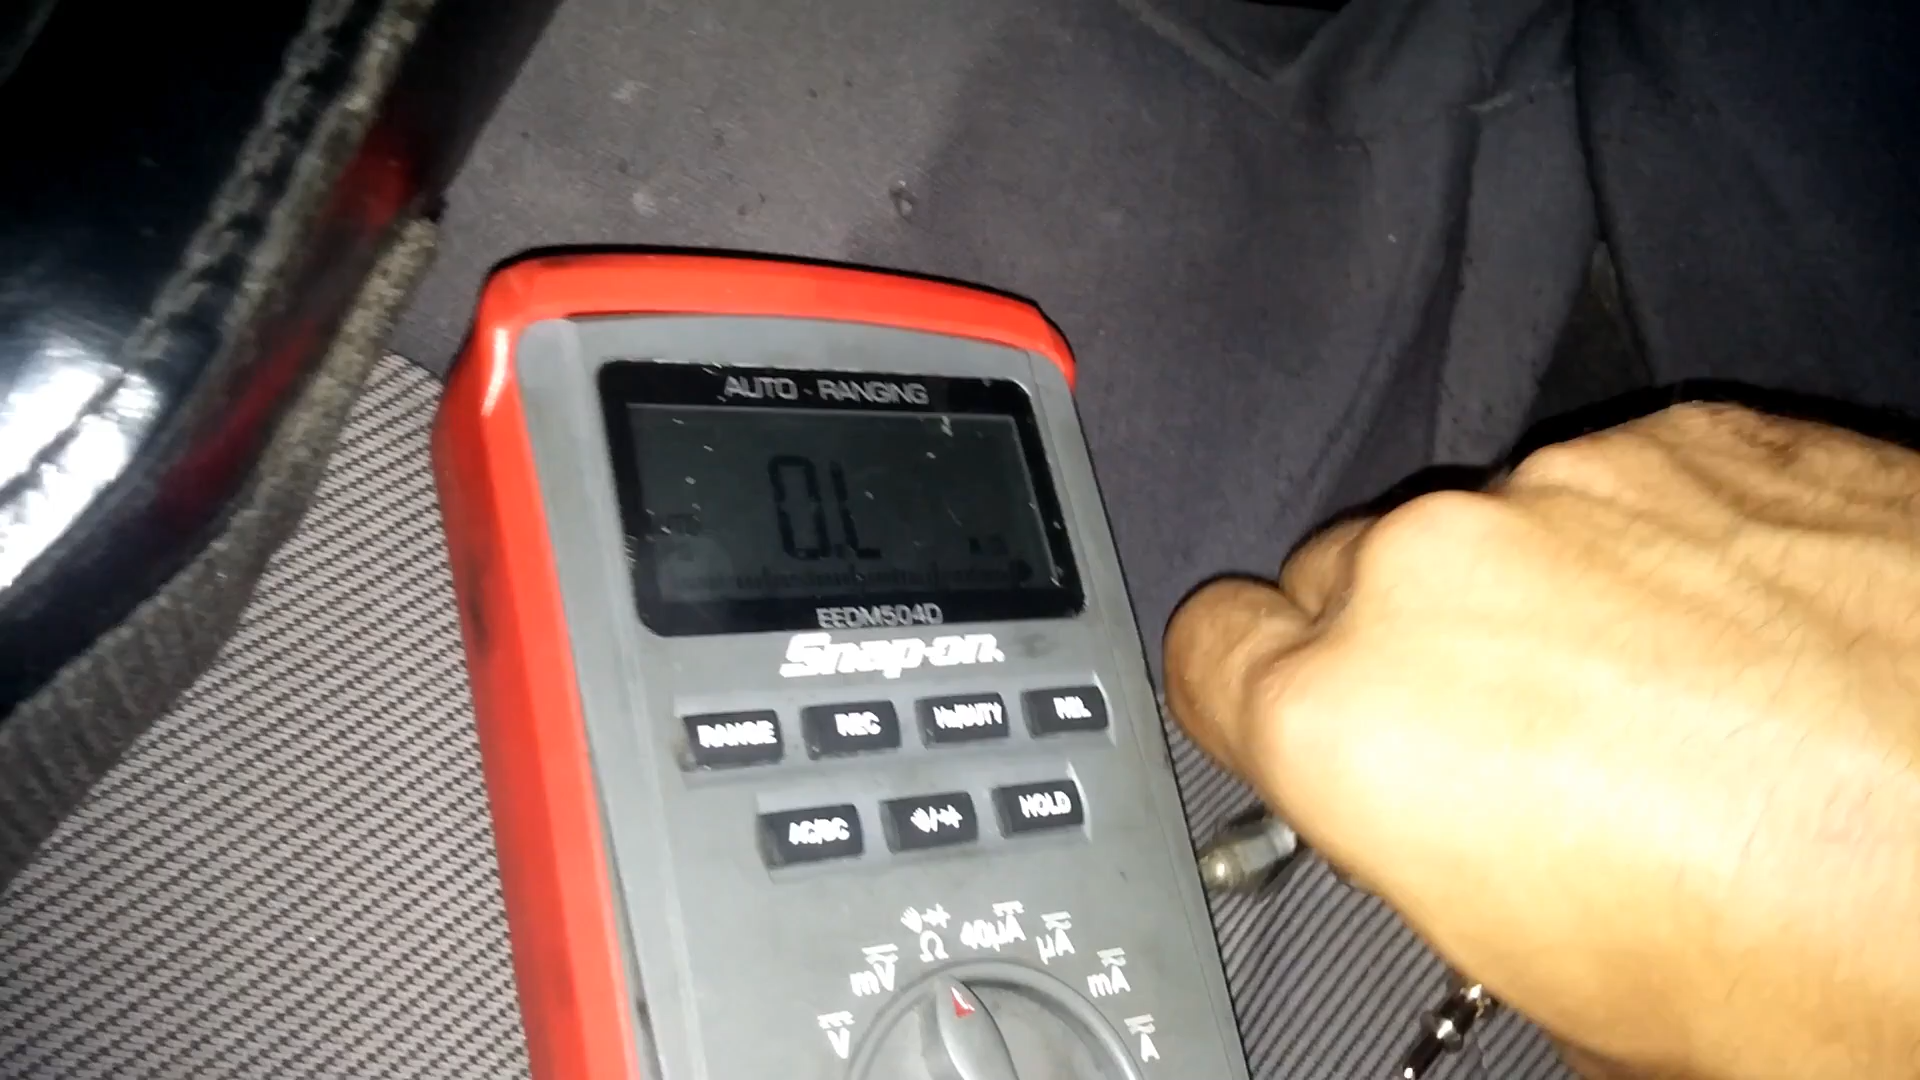 AUTO - RANGING
0.L
EEDM504D
Snap-on
RANGE REC Hz/DUTY REL
AC/DC HOLD
V mV Ω 40µA µA mA A